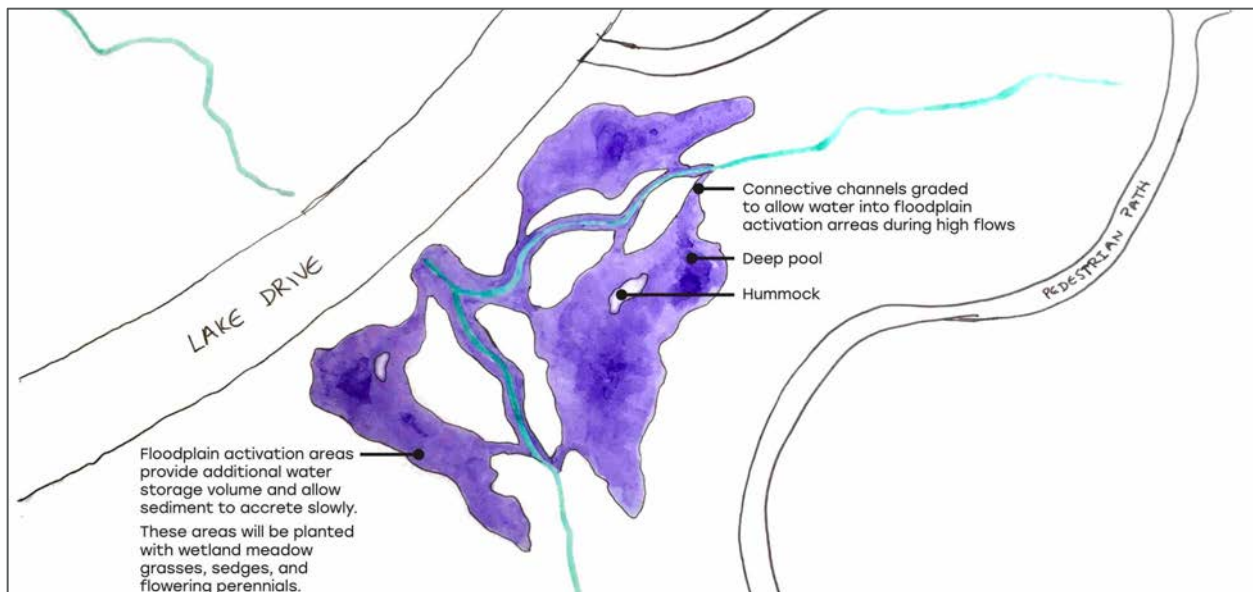 Connective channels graded
to allow water into floodplain
activation areas during high flows
Deep pool
Hummock
PEDESTRIAN PATH
LAKE DRIVE
Floodplain activation areas
provide additional water
storage volume and allow
sediment to accrete slowly.
These areas will be planted
with wetland meadow
grasses, sedges, and
flowering perennials.